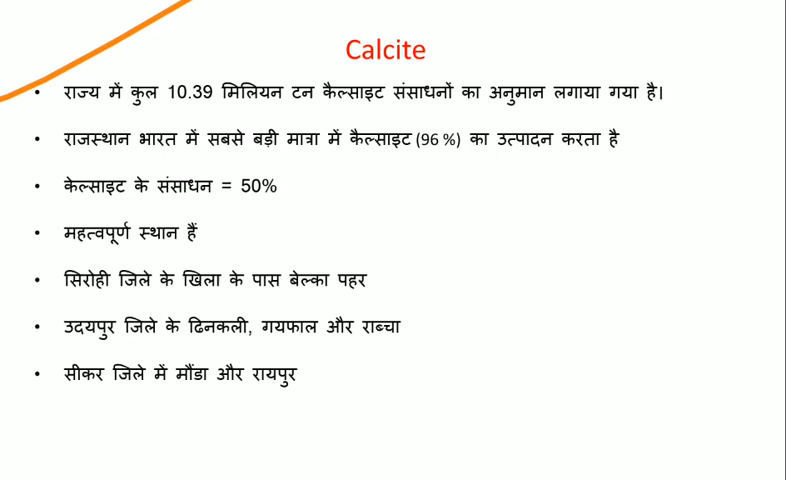 Calcite
• राज्य में कुल 10.39 मिलियन टन कैल्साइट संसाधनों का अनुमान लगाया गया है।
• राजस्थान भारत में सबसे बड़ी मात्रा में कैल्साइट (96 %) का उत्पादन करता है
• केल्साइट के संसाधन = 50%
• महत्वपूर्ण स्थान हैं
• सिरोही जिले के खिला के पास बेल्का पहर
• उदयपुर जिले के ढिनकली, गयफाल और राब्चा
• सीकर जिले में मौंडा और रायपुर